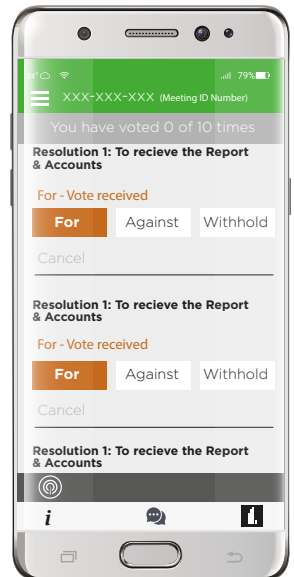 79%
XXX-XXX-XXX (Meeting ID Number)
You have voted 0 of 10 times
Resolution 1: To recieve the Report
& Accounts
For - Vote received
For Against Withhold
Cancel
Resolution 1: To recieve the Report
& Accounts
For - Vote received
For Against Withhold
Cancel
Resolution 1: To recieve the Report
& Accounts
i